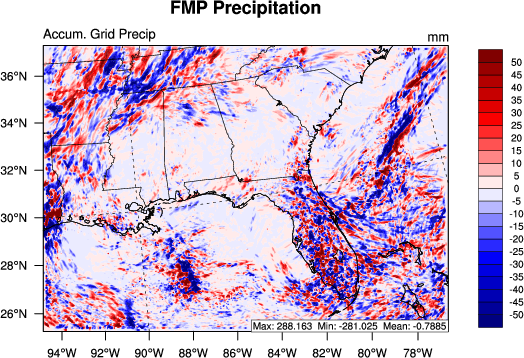 FMP Precipitation
Accum. Grid Precip mm
36°N
34°N
32°N
30°N
28°N
26°N
94°W 92°W 90°W 88°W 86°W 84°W 82°W 80°W 78°W
Max: 288.163 Min: -281.025 Mean: -0.7885
50
45
40
35
30
25
20
15
10
5
0
-5
-10
-15
-20
-25
-30
-35
-40
-45
-50